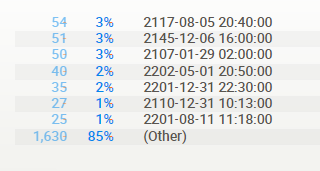 54 3% 2117-08-05 20:40:00
51 3% 2145-12-06 16:00:00
50 3% 2107-01-29 02:00:00
40 2% 2202-05-01 20:50:00
35 2% 2201-12-31 22:30:00
27 1% 2110-12-31 10:13:00
25 1% 2201-08-11 11:18:00
1,630 85% (Other)